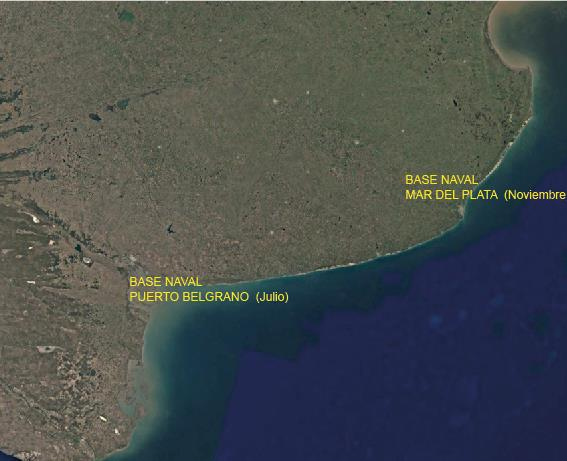 BASE NAVAL
MAR DEL PLATA (Noviembre
BASE NAVAL
PUERTO BELGRANO (Julio)